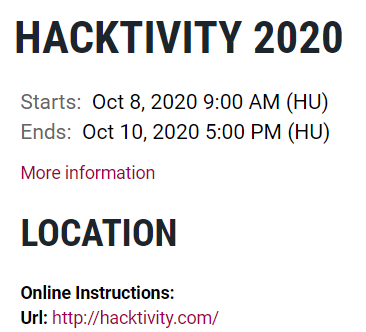 HACKTIVITY 2020
Starts: Oct 8, 2020 9:00 AM (HU)
Ends: Oct 10, 2020 5:00 PM (HU)
More information
LOCATION
Online Instructions:
Url: http://hacktivity.com/